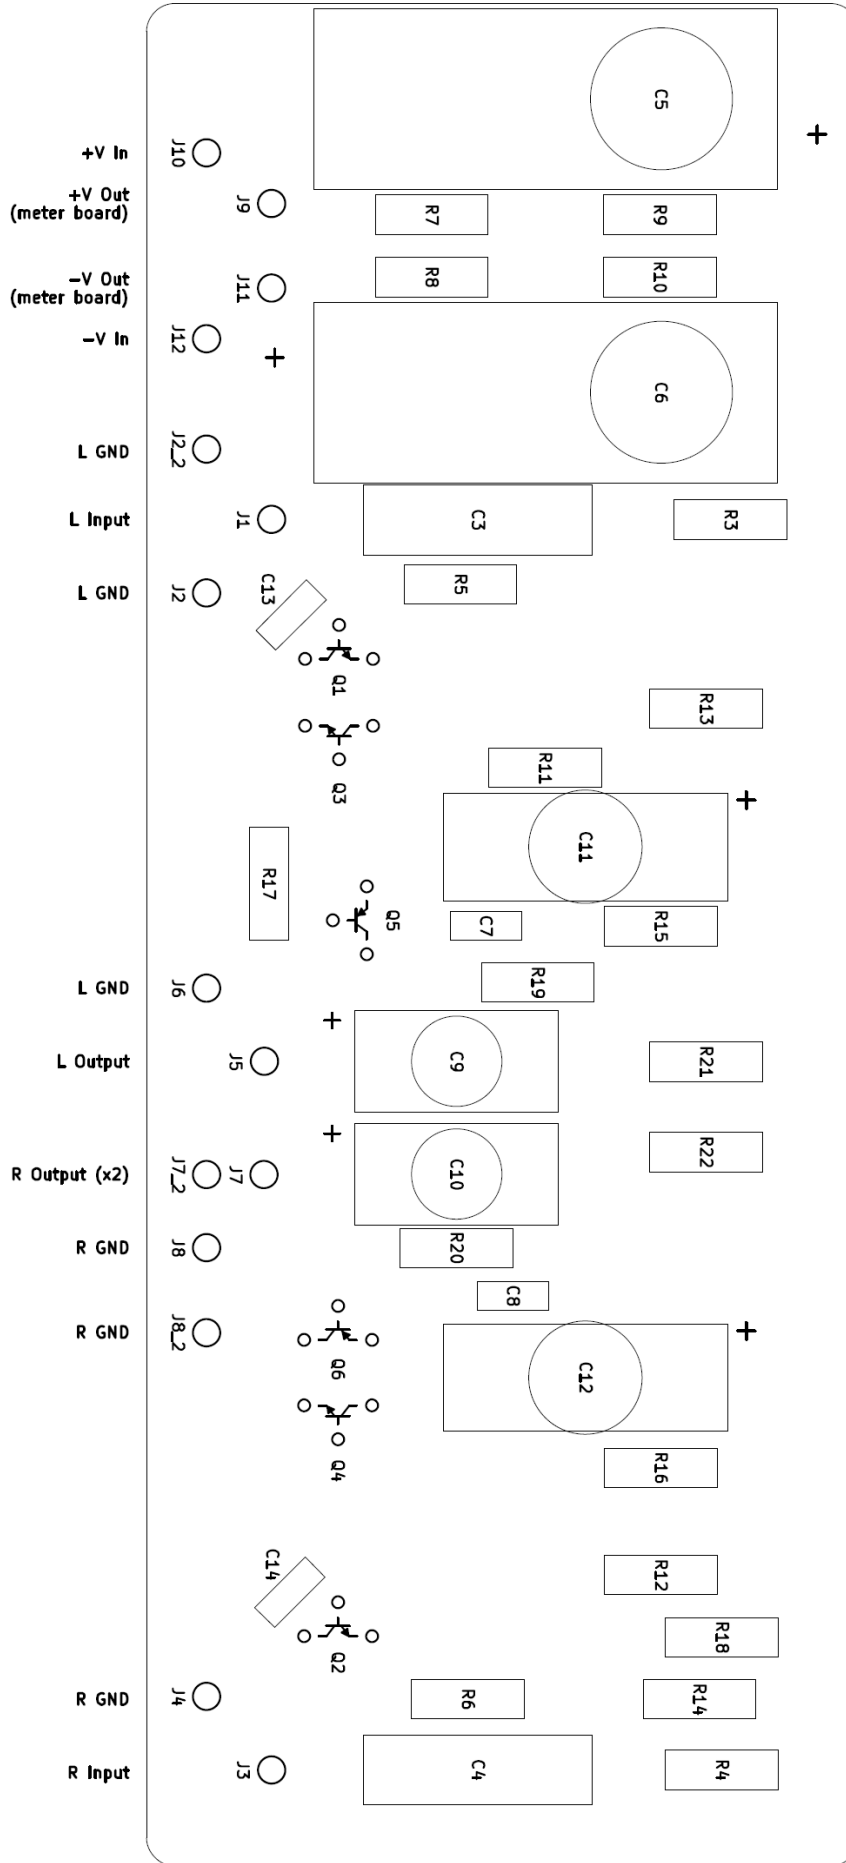 C5
+
+V In
J10
+V Out
(meter board)
J9
R7
R9
-V Out
(meter board)
J11
R8
R10
-V In
J12
+
C6
L GND
J2_2
L Input
J1
C3
R3
L GND
J2
C13
R5
Q1
R13
Q3
R11
+
C11
R17
Q5
C7
R15
L GND
J6
R19
+
L Output
J5
C9
R21
+
R Output (x2)
J7_2
J7
C10
R22
R GND
J8
R20
C8
R GND
J8_2
+
Q6
C12
Q4
R16
C14
R12
Q2
R18
R GND
J4
R6
R14
R Input
J3
C4
R4